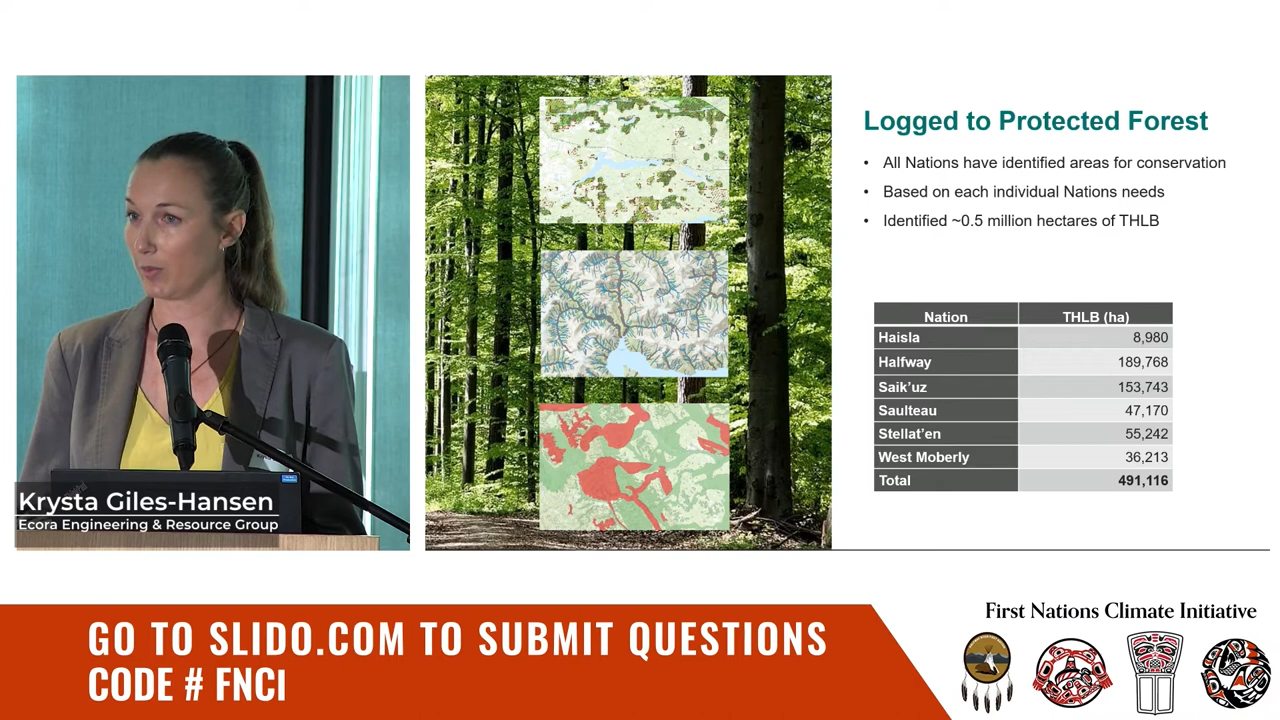 Krysta Giles-Hansen
Ecora Engineering & Resource Group
Logged to Protected Forest
• All Nations have identified areas for conservation
• Based on each individual Nations needs
• Identified ~0.5 million hectares of THLB
Nation THLB (ha)
Haisla 8,980
Halfway 189,768
Saik'uz 153,743
Saulteau 47,170
Stellat'en 55,242
West Moberly 36,213
Total 491,116
GO TO SLIDO.COM TO SUBMIT QUESTIONS
CODE # FNCI
First Nations Climate Initiative